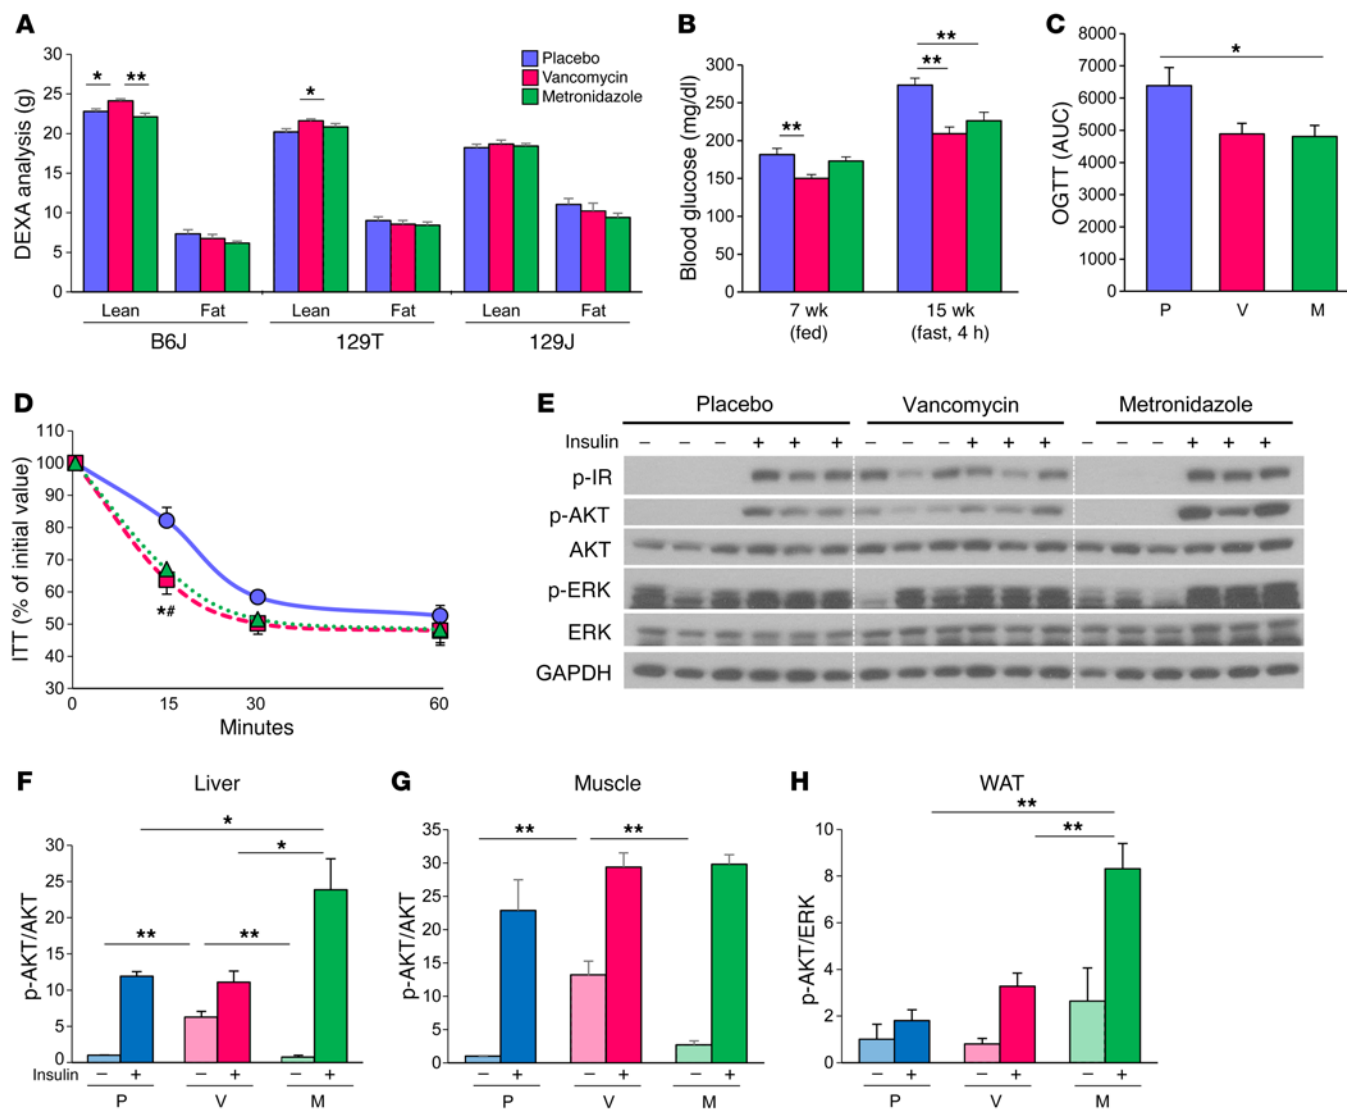 A
DEXA analysis (g)
30
25
20
15
10
5
0
* ** *
Placebo
Vancomycin
Metronidazole
Lean Fat Lean Fat Lean Fat
B6J 129T 129J
B
Blood glucose (mg/dl)
300
250
200
150
100
50
0
**
**
**
7 wk (fed)
15 wk (fast, 4 h)
C
OGTT (AUC)
8000
7000
6000
5000
4000
3000
2000
1000
0
*
P V M
D
ITT (% of initial value)
110
100
90
80
70
60
50
40
30
*#
0 15 30 60
Minutes
E
Placebo Vancomycin Metronidazole
Insulin – – – + + + – – – + + + – – – + + +
p-IR
p-AKT
AKT
p-ERK
ERK
GAPDH
F
Liver
p-AKT/AKT
30
25
20
15
10
5
0
*
*
** **
Insulin – + – + – +
P V M
G
Muscle
p-AKT/AKT
35
30
25
20
15
10
5
0
** **
– + – + – +
P V M
H
WAT
p-AKT/ERK
10
8
6
4
2
0
**
**
– + – + – +
P V M